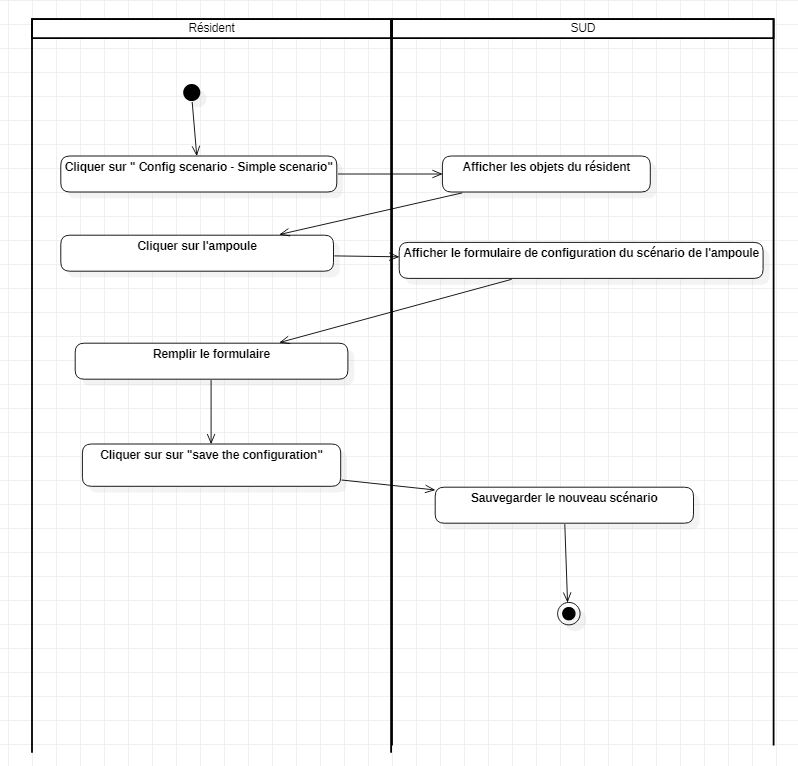 Résident
SUD
Cliquer sur " Config scenario - Simple scenario"
Afficher les objets du résident
Cliquer sur l'ampoule
Afficher le formulaire de configuration du scénario de l'ampoule
Remplir le formulaire
Cliquer sur sur "save the configuration"
Sauvegarder le nouveau scénario